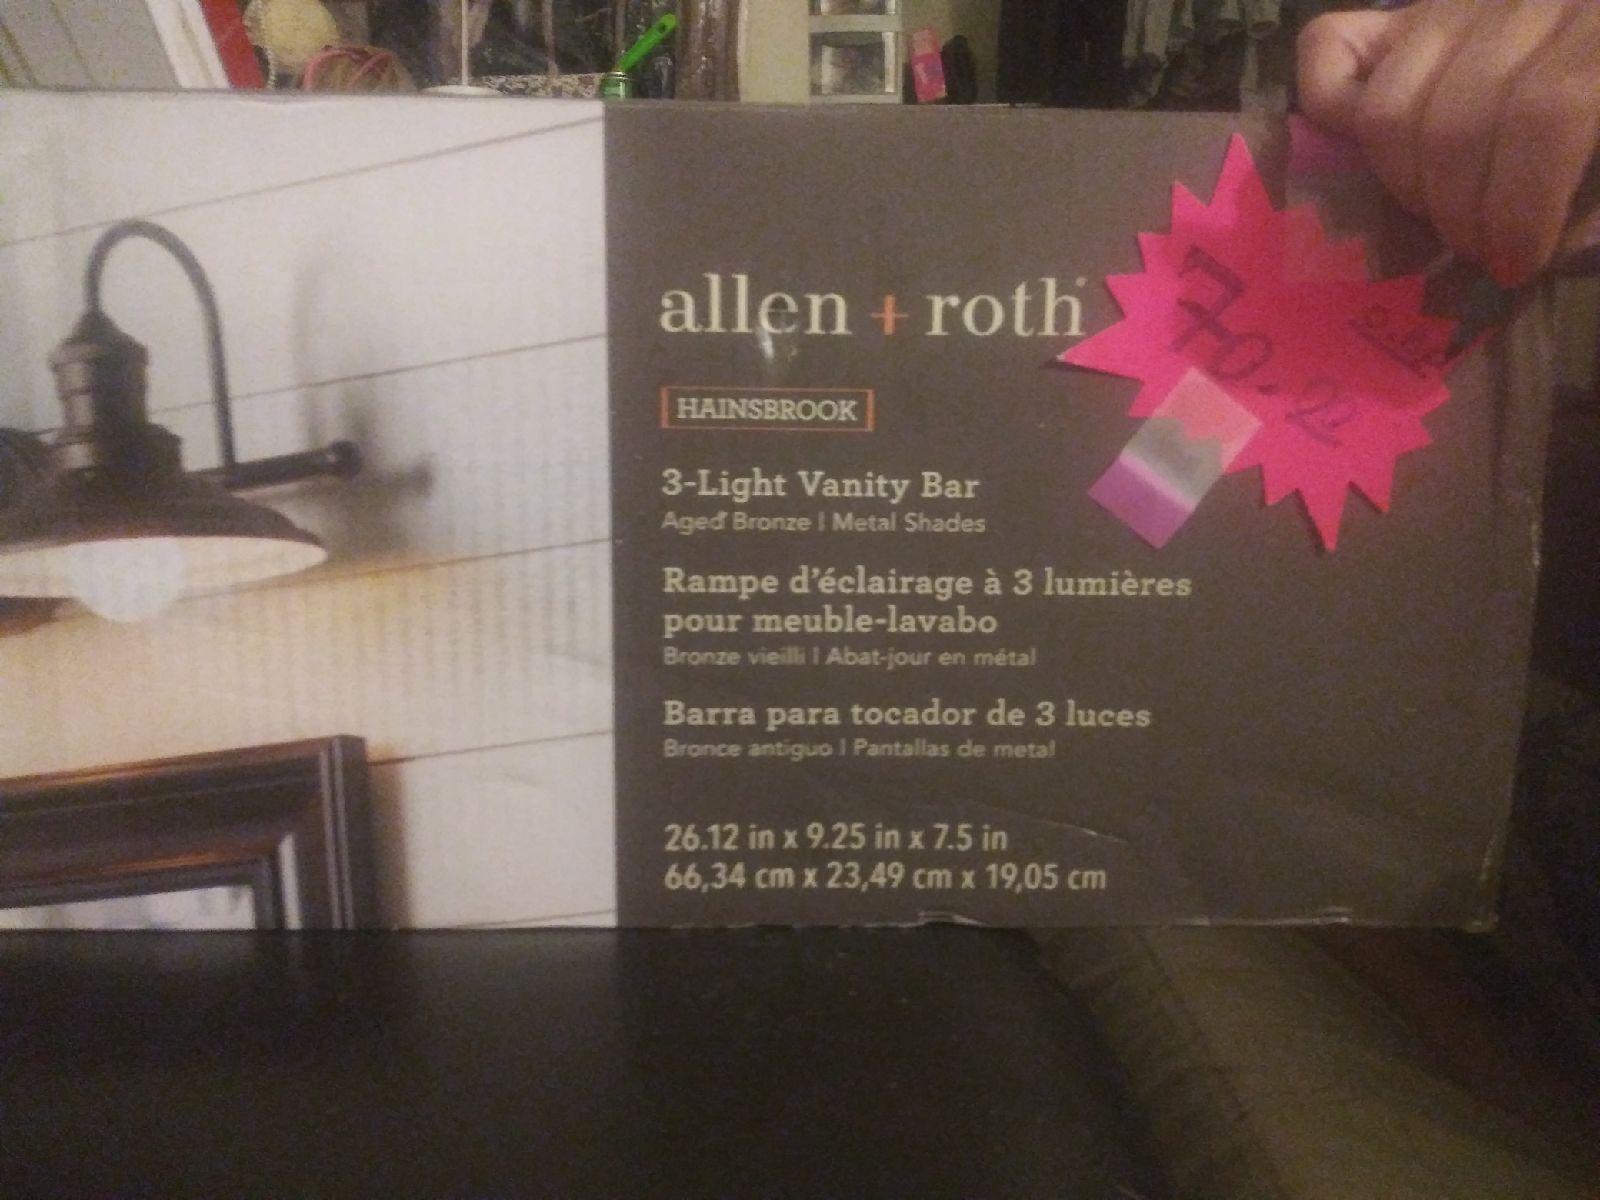 allen + roth
HAINSBROOK
3-Light Vanity Bar
Aged Bronze | Metal Shades
Rampe d'éclairage à 3 lumières
pour meuble-lavabo
Bronze vieilli | Abat-jour en métal
Barra para tocador de 3 luces
Bronce antiguo | Pantallas de metal
26.12 in x 9.25 in x 7.5 in
66,34 cm x 23,49 cm x 19,05 cm